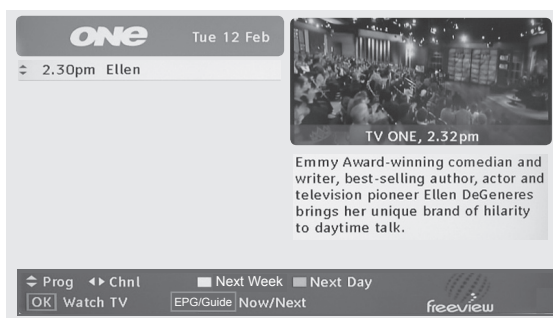 ONE Tue 12 Feb
2.30pm Ellen
TV ONE, 2.32pm
Emmy Award-winning comedian and
writer, best-selling author, actor and
television pioneer Ellen DeGeneres
brings her unique brand of hilarity
to daytime talk.
Prog Chnl Next Week Next Day
OK Watch TV EPG/Guide Now/Next
freeview